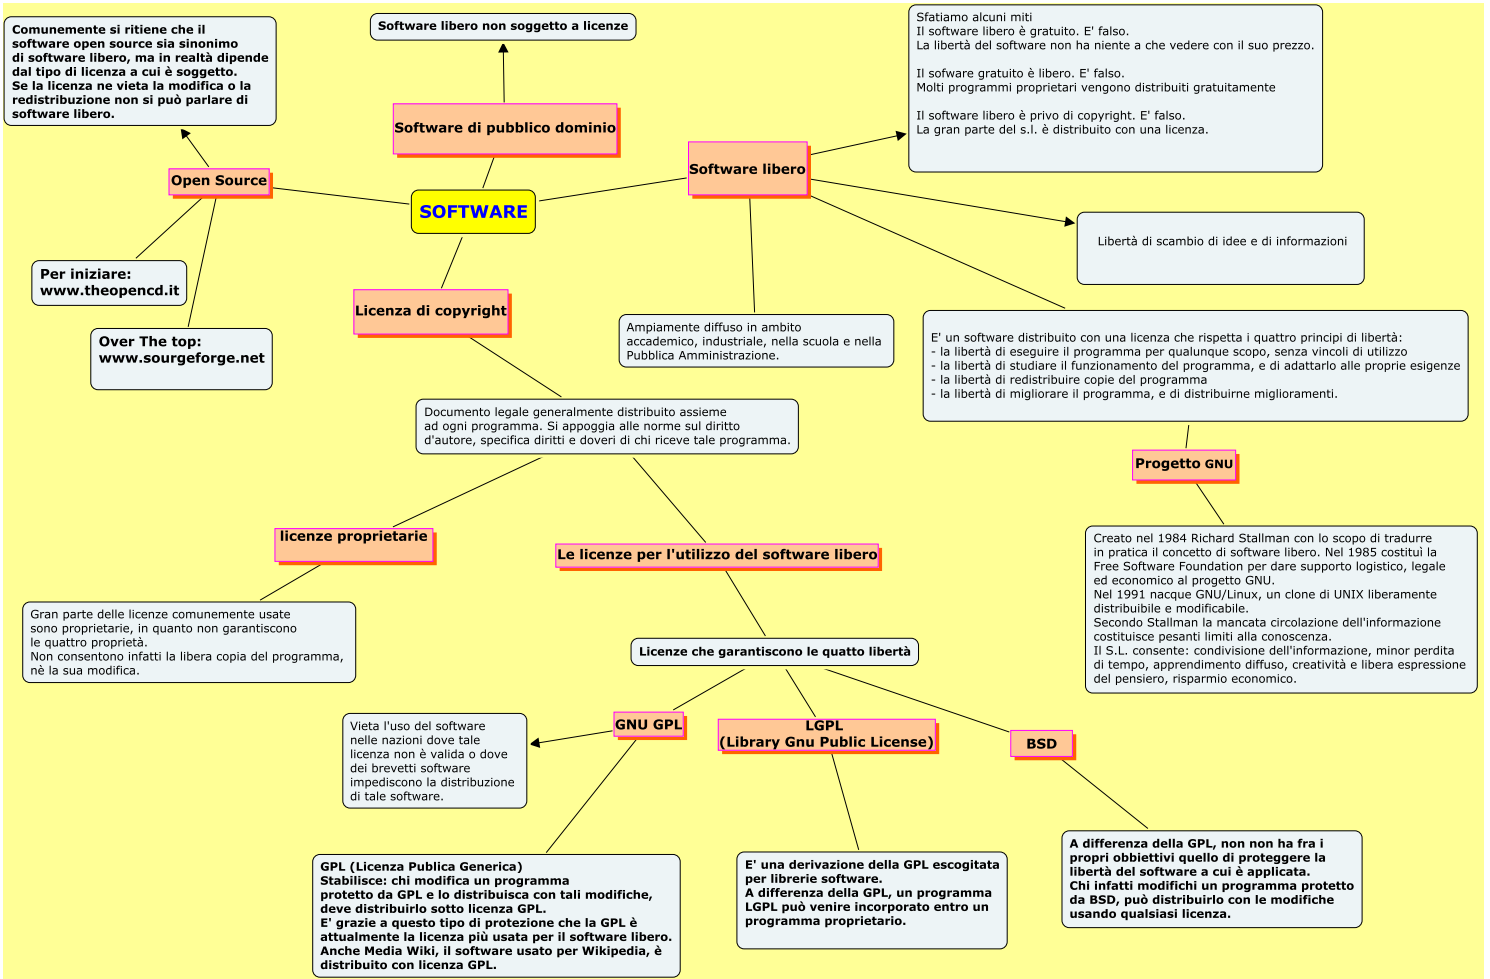 Comunemente si ritiene che il
software open source sia sinonimo
di software libero, ma in realtà dipende
dal tipo di licenza a cui è soggetto.
Se la licenza ne vieta la modifica o la
redistribuzione non si può parlare di
software libero.
Software libero non soggetto a licenze
Sfatiamo alcuni miti
Il software libero è gratuito. E' falso.
La libertà del software non ha niente a che vedere con il suo prezzo.
Il sofware gratuito è libero. E' falso.
Molti programmi proprietari vengono distribuiti gratuitamente
Il software libero è privo di copyright. E' falso.
La gran parte del s.l. è distribuito con una licenza.
Software di pubblico dominio
Software libero
Open Source
SOFTWARE
Libertà di scambio di idee e di informazioni
Per iniziare:
www.theopencd.it
Licenza di copyright
Over The top:
www.sourgeforge.net
Ampiamente diffuso in ambito
accademico, industriale, nella scuola e nella
Pubblica Amministrazione.
E' un software distribuito con una licenza che rispetta i quattro principi di libertà:
- la libertà di eseguire il programma per qualunque scopo, senza vincoli di utilizzo
- la libertà di studiare il funzionamento del programma, e di adattarlo alle proprie esigenze
- la libertà di redistribuire copie del programma
- la libertà di migliorare il programma, e di distribuirne miglioramenti.
Documento legale generalmente distribuito assieme
ad ogni programma. Si appoggia alle norme sul diritto
d'autore, specifica diritti e doveri di chi riceve tale programma.
Progetto GNU
licenze proprietarie
Le licenze per l'utilizzo del software libero
Creato nel 1984 Richard Stallman con lo scopo di tradurre
in pratica il concetto di software libero. Nel 1985 costituì la
Free Software Foundation per dare supporto logistico, legale
ed economico al progetto GNU.
Nel 1991 nacque GNU/Linux, un clone di UNIX liberamente
distribuibile e modificabile.
Secondo Stallman la mancata circolazione dell'informazione
costituisce pesanti limiti alla conoscenza.
Il S.L. consente: condivisione dell'informazione, minor perdita
di tempo, apprendimento diffuso, creatività e libera espressione
del pensiero, risparmio economico.
Gran parte delle licenze comunemente usate
sono proprietarie, in quanto non garantiscono
le quattro proprietà.
Non consentono infatti la libera copia del programma,
nè la sua modifica.
Licenze che garantiscono le quatto libertà
Vieta l'uso del software
nelle nazioni dove tale
licenza non è valida o dove
dei brevetti software
impediscono la distribuzione
di tale software.
GNU GPL
LGPL
(Library Gnu Public License)
BSD
GPL (Licenza Publica Generica)
Stabilisce: chi modifica un programma
protetto da GPL e lo distribuisca con tali modifiche,
deve distribuirlo sotto licenza GPL.
E' grazie a questo tipo di protezione che la GPL è
attualmente la licenza più usata per il software libero.
Anche Media Wiki, il software usato per Wikipedia, è
distribuito con licenza GPL.
E' una derivazione della GPL escogitata
per librerie software.
A differenza della GPL, un programma
LGPL può venire incorporato entro un
programma proprietario.
A differenza della GPL, non non ha fra i
propri obbiettivi quello di proteggere la
libertà del software a cui è applicata.
Chi infatti modifichi un programma protetto
da BSD, può distribuirlo con le modifiche
usando qualsiasi licenza.